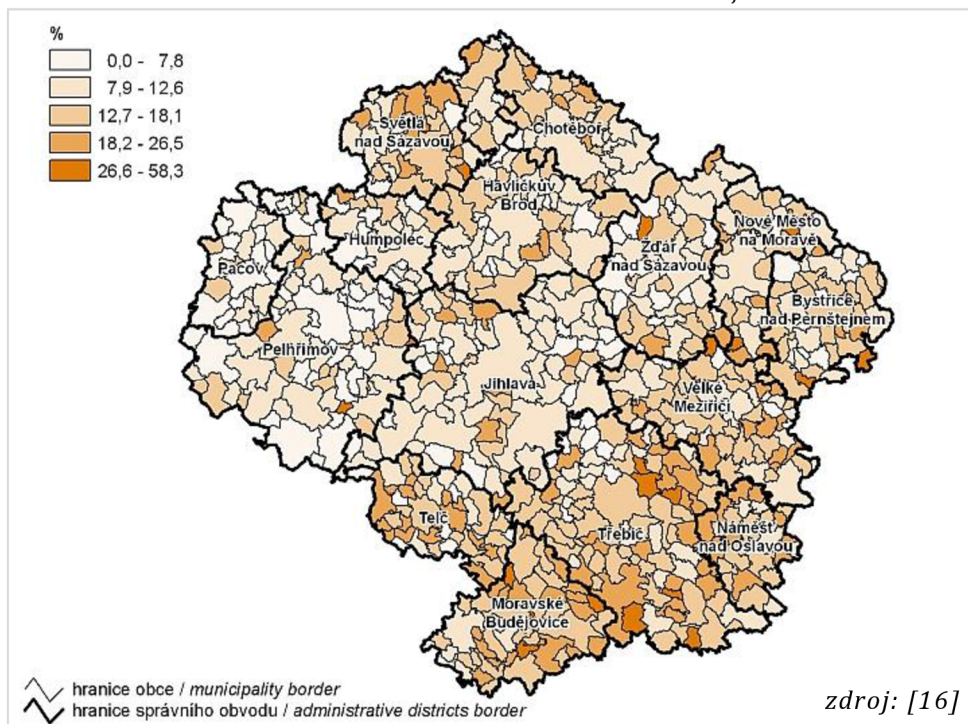 %
0,0 - 7,8
7,9 - 12,6
12,7 - 18,1
18,2 - 26,5
26,6 - 58,3
Světlá
nad Sázavou
Chotěboř
Havlíčkův
Brod
Humpolec
Pacov
Žďár
nad Sázavou
Nové Město
na Moravě
Bystřice
nad Pernštejnem
Pelhřimov
Jihlava
Velké
Meziříčí
Telč
Třebíč
Náměšť
nad Oslavou
Moravské
Budějovice
hranice obce / municipality border
hranice správního obvodu / administrative districts border
zdroj: [16]